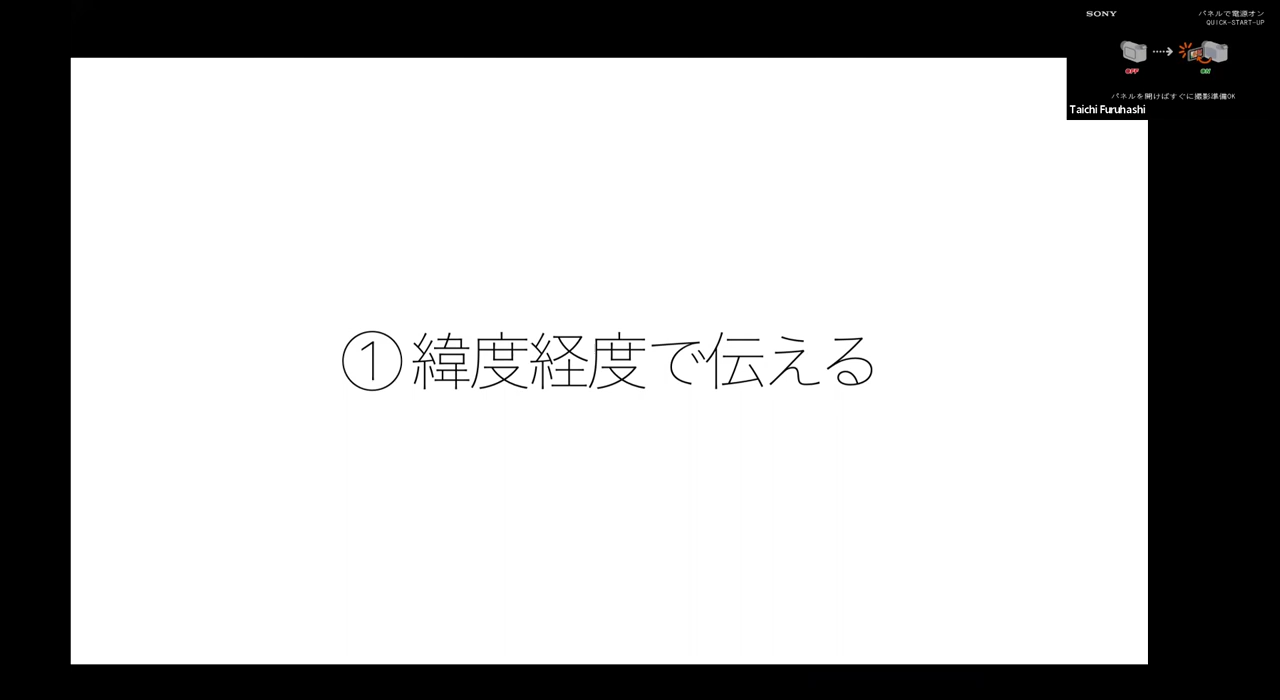 SONY
パネルで電源オン
QUICK-START-UP
OFF
ON
パネルを開けばすぐに撮影準備OK
Taichi Furuhashi
①緯度経度で伝える